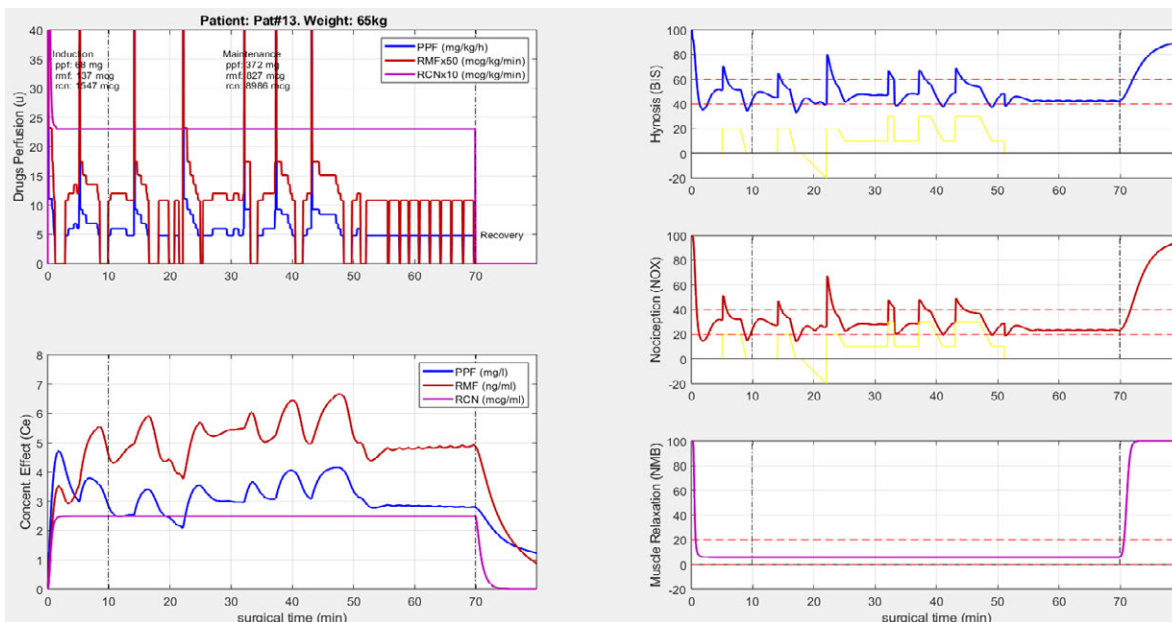 Patient: Pat#13. Weight: 65kg
Drugs Perfusion (u)
40
35
30
25
20
15
10
5
0
Induction
ppf: 68 mg
rmf: 137 mcg
rcn: 1547 mcg
Maintenance
ppf: 372 mg
rmf: 827 mcg
rcn: 8986 mcg
PPF (mg/kg/h)
RMFx50 (mcg/kg/min)
RCNx10 (mcg/kg/min)
Recovery
0 10 20 30 40 50 60 70
Concent. Effect (Ce)
8
7
6
5
4
3
2
1
0
PPF (mg/l)
RMF (ng/ml)
RCN (mcg/ml)
0 10 20 30 40 50 60 70
surgical time (min)
Hynosis (BIS)
100
80
60
40
20
0
-20
0 10 20 30 40 50 60 70
Nociception (NOX)
100
80
60
40
20
0
-20
0 10 20 30 40 50 60 70
Muscle Relaxation (NMB)
100
80
60
40
20
0
-20
0 10 20 30 40 50 60 70
surgical time (min)